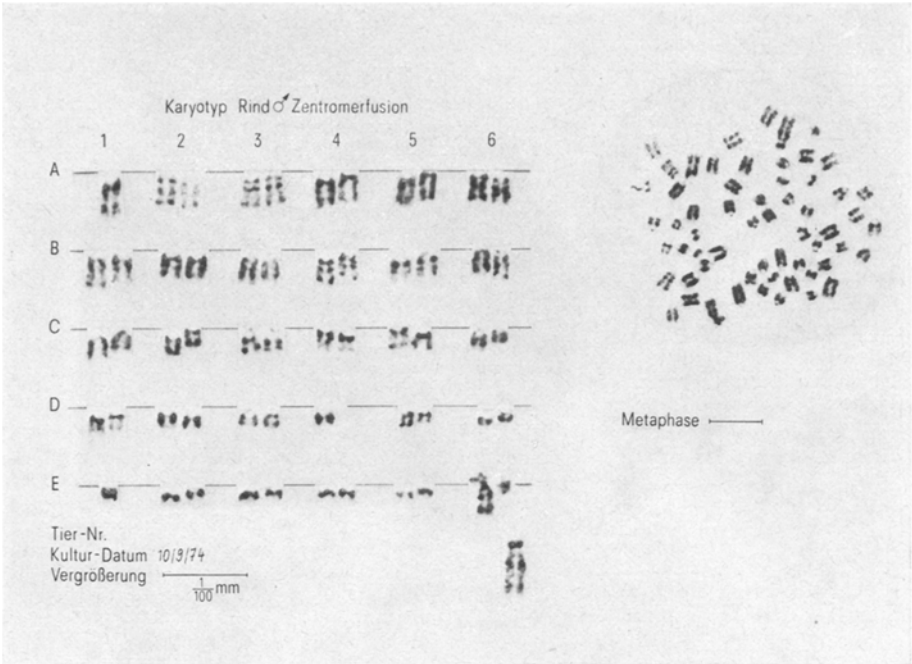 Karyotyp Rind ♂ Zentromerfusion
1 2 3 4 5 6
A
B
C
D
E
Metaphase
Tier-Nr.
Kultur-Datum 10/9/74
Vergrößerung 1/100 mm